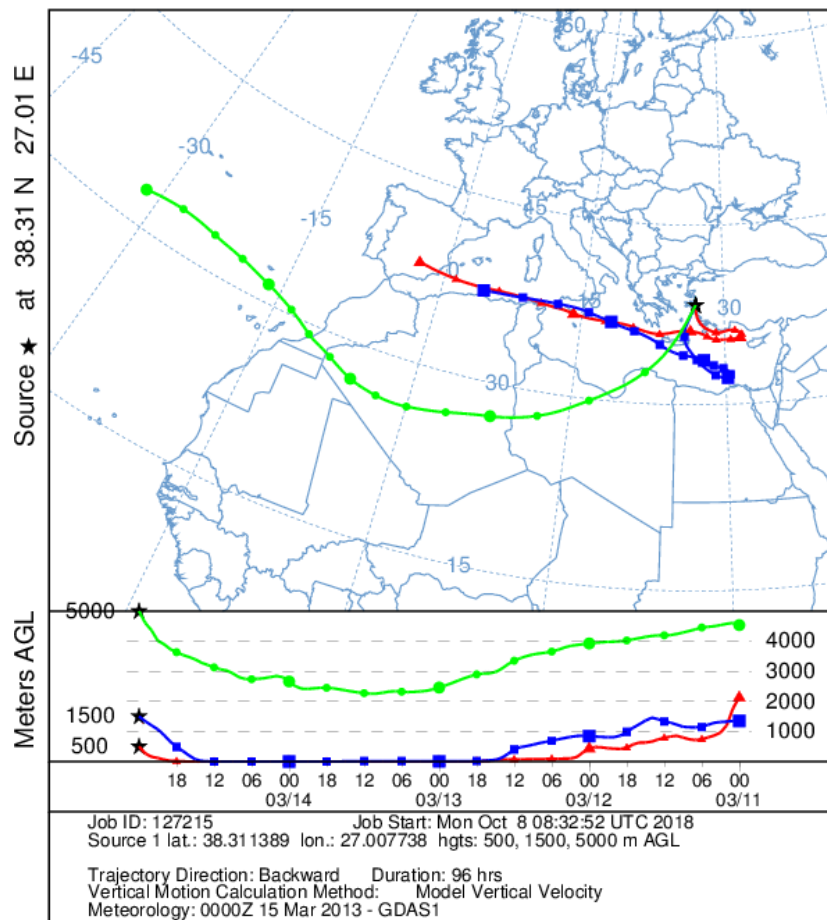 Source ★ at 38.31 N 27.01 E
-45
-30
-15
0
15
30
45
60
30
15
Meters AGL
5000
1500
500
4000
3000
2000
1000
18 12 06 00 18 12 06 00 18 12 06 00 18 12 06 00
03/14 03/13 03/12 03/11
Job ID: 127215 Job Start: Mon Oct 8 08:32:52 UTC 2018
Source 1 lat.: 38.311389 lon.: 27.007738 hgts: 500, 1500, 5000 m AGL
Trajectory Direction: Backward Duration: 96 hrs
Vertical Motion Calculation Method: Model Vertical Velocity
Meteorology: 0000Z 15 Mar 2013 - GDAS1